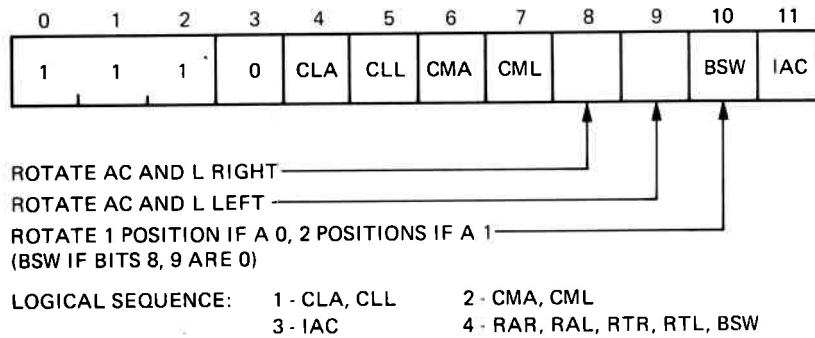 0 1 2 3 4 5 6 7 8 9 10 11
1 1 1 0 CLA CLL CMA CML BSW IAC
ROTATE AC AND L RIGHT
ROTATE AC AND L LEFT
ROTATE 1 POSITION IF A 0, 2 POSITIONS IF A 1
(BSW IF BITS 8, 9 ARE 0)
LOGICAL SEQUENCE: 1 - CLA, CLL 2 - CMA, CML
3 - IAC 4 - RAR, RAL, RTR, RTL, BSW